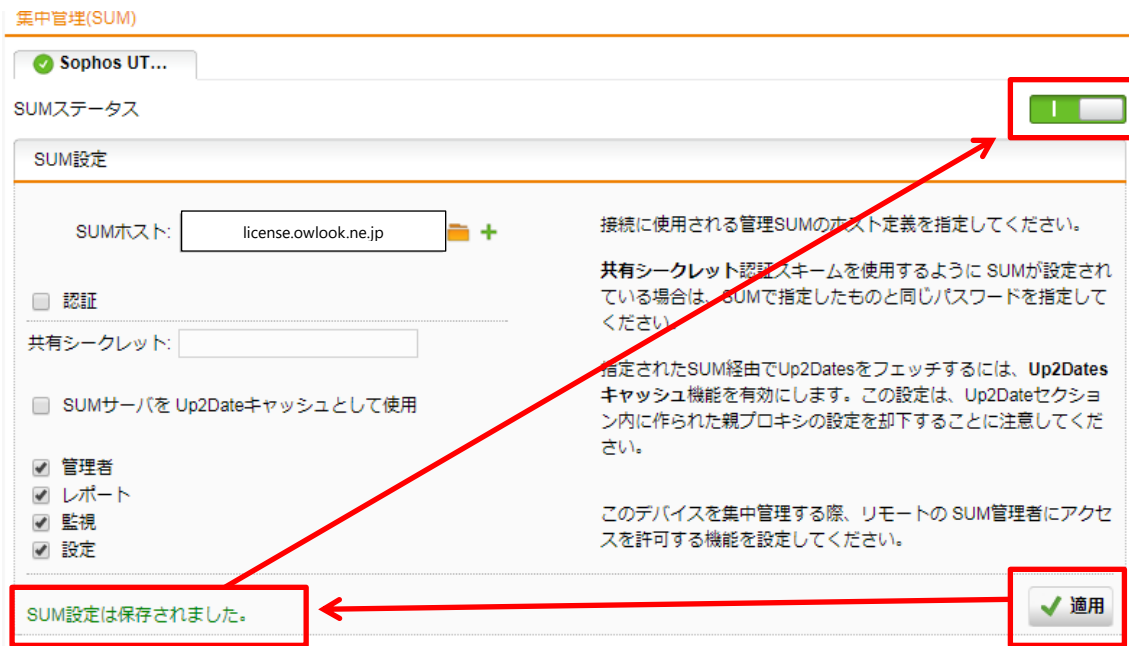 集中管理(SUM)
Sophos UT...
SUMステータス
SUM設定
SUMホスト:
license.owlook.ne.jp
認証
共有シークレット:
SUMサーバを Up2Dateキャッシュとして使用
管理者
レポート
監視
設定
接続に使用される管理SUMのホスト定義を指定してください。
共有シークレット認証スキームを使用するように SUMが設定され
ている場合は、SUMで指定したものと同じパスワードを指定して
ください。
指定されたSUM経由でUp2Datesをフェッチするには、Up2Dates
キャッシュ機能を有効にします。この設定は、Up2Dateセクショ
ン内に作られた親プロキシの設定を却下することに注意してくだ
さい。
このデバイスを集中管理する際、リモートの SUM管理者にアクセ
スを許可する機能を設定してください。
SUM設定は保存されました。
適用